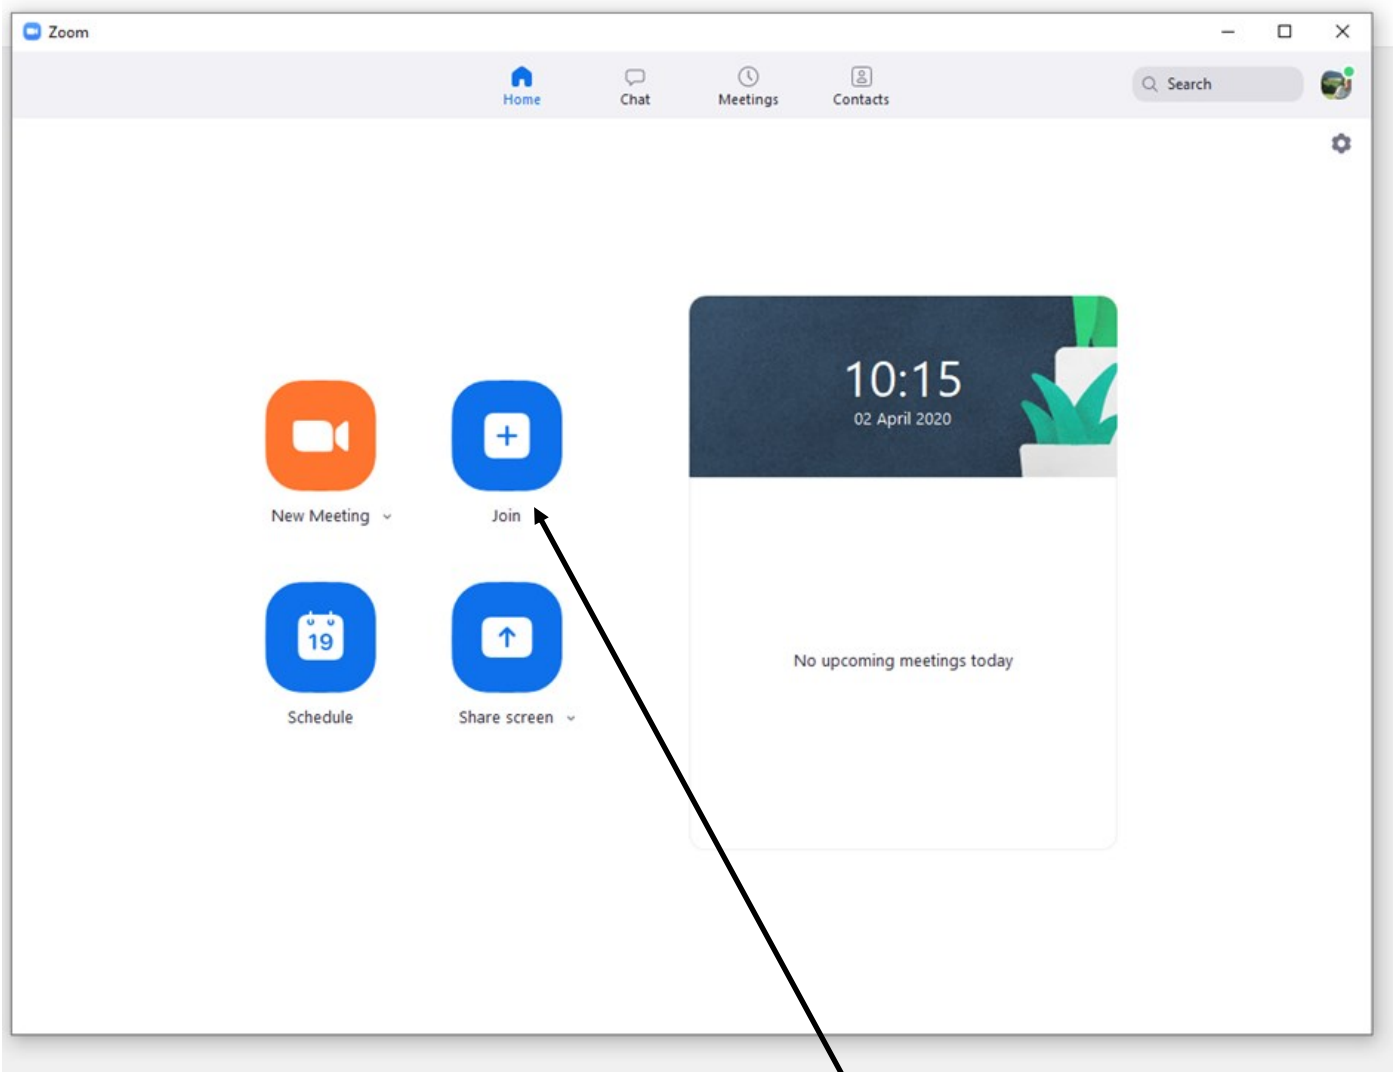 Zoom
Home
Chat
Meetings
Contacts
Search
10:15
02 April 2020
New Meeting
Join
19
Schedule
Share screen
No upcoming meetings today